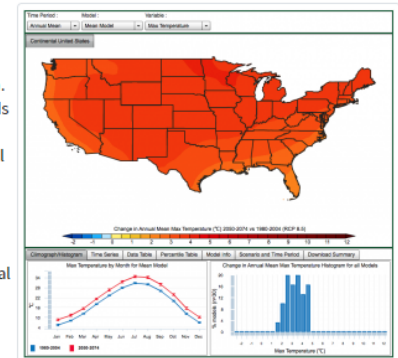 Time Period : Model : Variable :
Annual Mean Mean Model Max Temperature
Continental United States
Change in Annual Mean Max Temperature (°C) 2050-2074 vs 1980-2004 (RCP 8.5)
-2 -1 0 1 2 3 4 5 6 7 8 9 10 11 12
Climograph/Histogram Time Series Data Table Percentile Table Model Info Scenario and Time Period Download Summary
Max Temperature by Month for Mean Model
Change in Annual Mean Max Temperature Histogram for all Models
°C
Jan Feb Mar Apr May Jun Jul Aug Sep Oct Nov Dec
1980-2004 2050-2074
% models (n=30)
Max Temperature (°C)